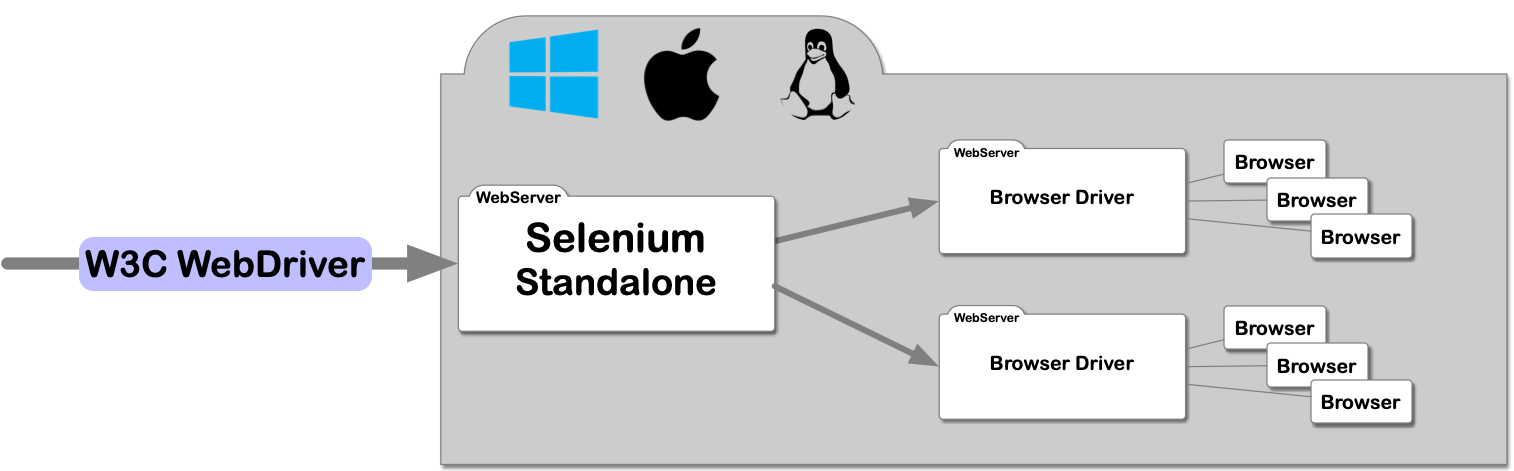 W3C WebDriver
WebServer
Selenium
Standalone
WebServer
Browser Driver
Browser
Browser
Browser
WebServer
Browser Driver
Browser
Browser
Browser